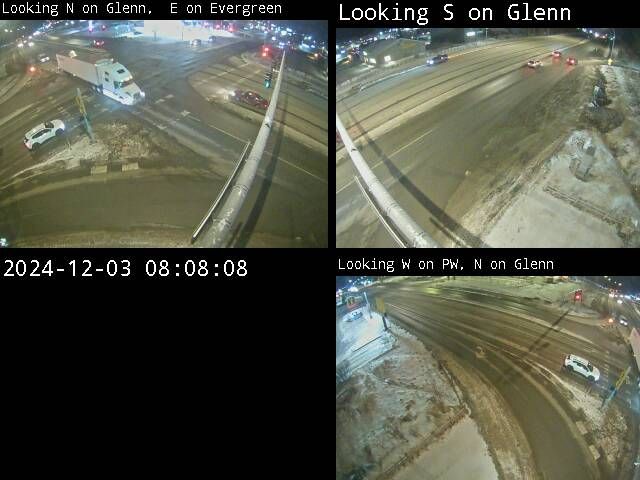 Looking N on Glenn, E on Evergreen
Looking S on Glenn
2024-12-03 08:08:08
Looking W on PW, N on Glenn